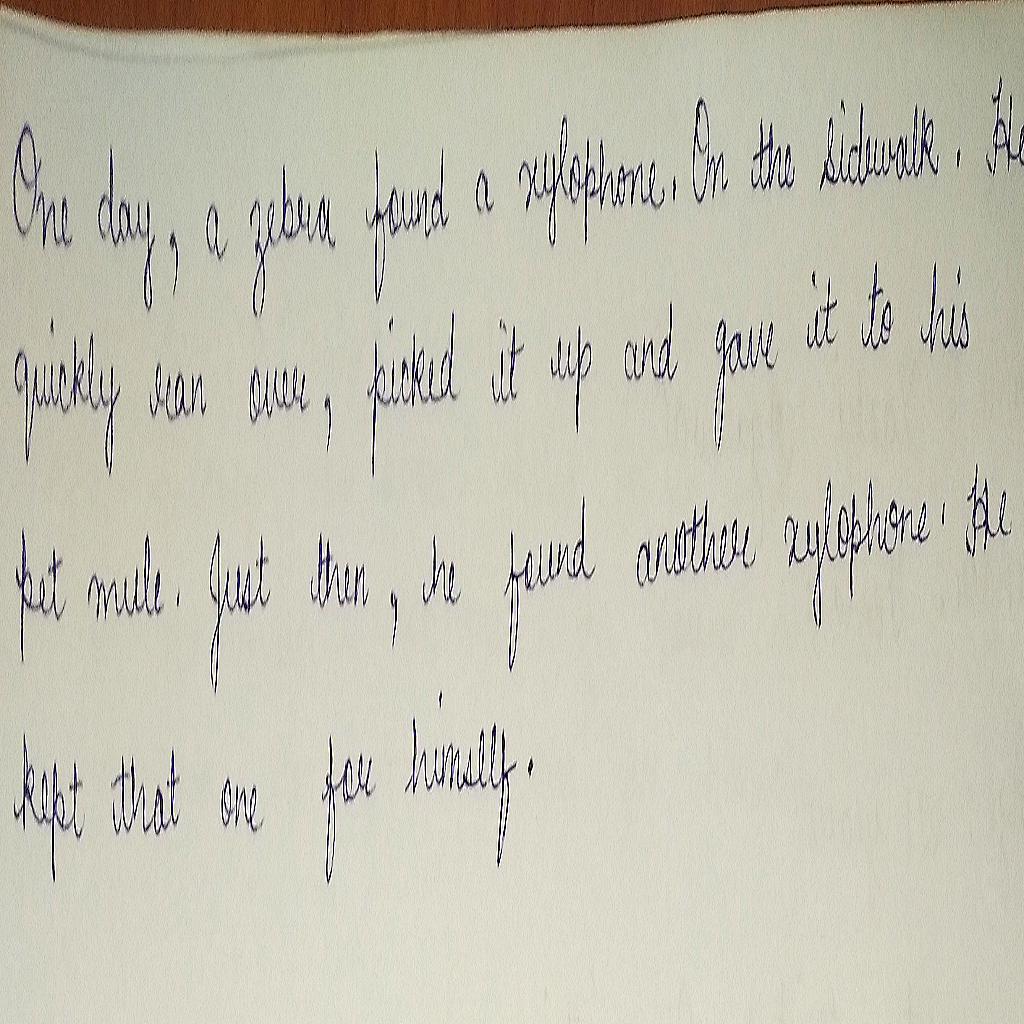 One day, a zebra found a xylophone. On the sidewalk. He
quickly ran over, picked it up and gave it to his
pet mule. Just then, he found another xylophone. He
kept that one for himself.